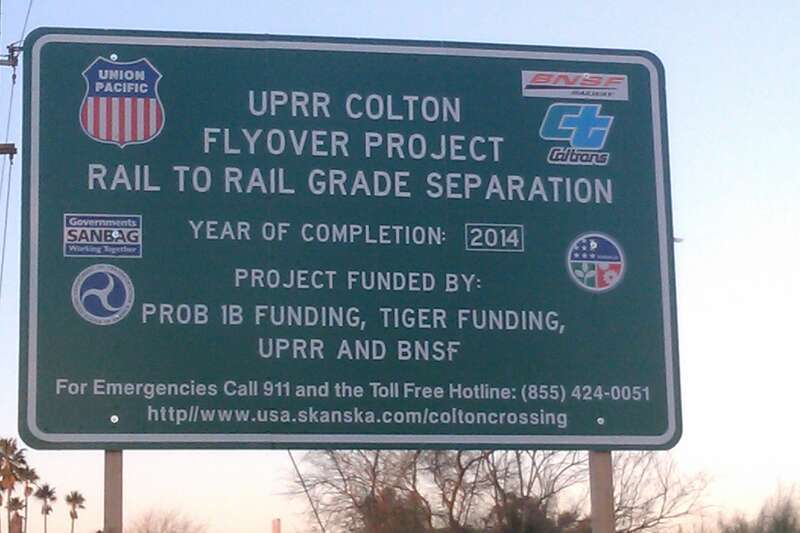 UNION
PACIFIC
BNSF
RAILWAY
UPRR COLTON
FLYOVER PROJECT
RAIL TO RAIL GRADE SEPARATION
ct
Caltrans
Governments
SANBAG
Working Together
YEAR OF COMPLETION: 2014
PROJECT FUNDED BY:
PROB 1B FUNDING, TIGER FUNDING,
UPRR AND BNSF
For Emergencies Call 911 and the Toll Free Hotline: (855) 424-0051
http//www.usa.skanska.com/coltoncrossing